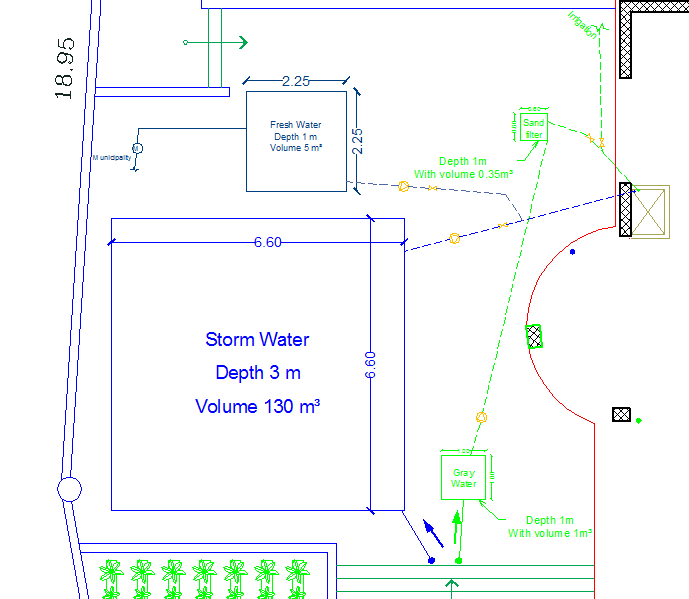 18.95
Irrigation
2.25
Fresh Water
Depth 1 m
Volume 5 m³
2.25
M
M unicipality
Sand
filter
Depth 1m
With volume 0.35m³
6.60
6.60
Storm Water
Depth 3 m
Volume 130 m³
Gray
Water
Depth 1m
With volume 1m³